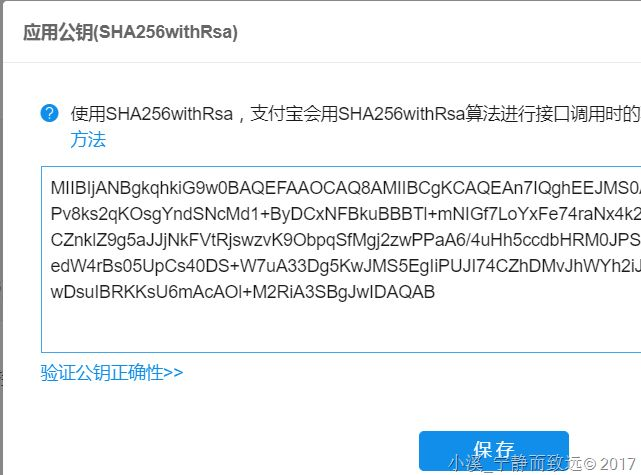 应用公钥(SHA256withRsa)
使用SHA256withRsa，支付宝会用SHA256withRsa算法进行接口调用时的
方法
MIIBIjANBgkqhkiG9w0BAQEFAAOCAQ8AMIIBCgKCAQEAn7IQghEEJMS0
Pv8ks2qKOsgYndSNcMd1+ByDCxNFBkuBBBTl+mNIGf7LoYxFe74raNx4k2
CZnklZ9g5aJJjNkFVtRjswzvK9ObpqSfMgj2zwPPaA6/4uHh5ccdbHRM0JPS
edW4rBs05UpCs40DS+W7uA33Dg5KwJMS5EgIiPUJI74CZhDMvJhWYh2iJ
wDsuIBRKKsU6mAcAOl+M2RiA3SBgJwIDAQAB
验证公钥正确性>>
保存
小溪_宁静而致远© 2017